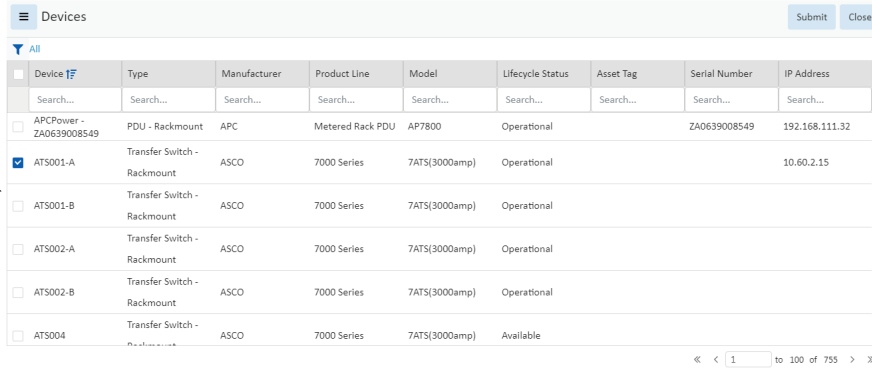 Devices Submit Close
All
Device Type Manufacturer Product Line Model Lifecycle Status Asset Tag Serial Number IP Address
Search... Search... Search... Search... Search... Search... Search... Search... Search...
APCPower -
ZA0639008549 PDU - Rackmount APC Metered Rack PDU AP7800 Operational ZA0639008549 192.168.111.32
Transfer Switch -
ATS001-A ASCO 7000 Series 7ATS(3000amp) Operational 10.60.2.15
Rackmount
Transfer Switch -
ATS001-B ASCO 7000 Series 7ATS(3000amp) Operational
Rackmount
Transfer Switch -
ATS002-A ASCO 7000 Series 7ATS(3000amp) Operational
Rackmount
Transfer Switch -
ATS002-B ASCO 7000 Series 7ATS(3000amp) Operational
Rackmount
Transfer Switch -
ATS004 ASCO 7000 Series 7ATS(3000amp) Available
1 to 100 of 755